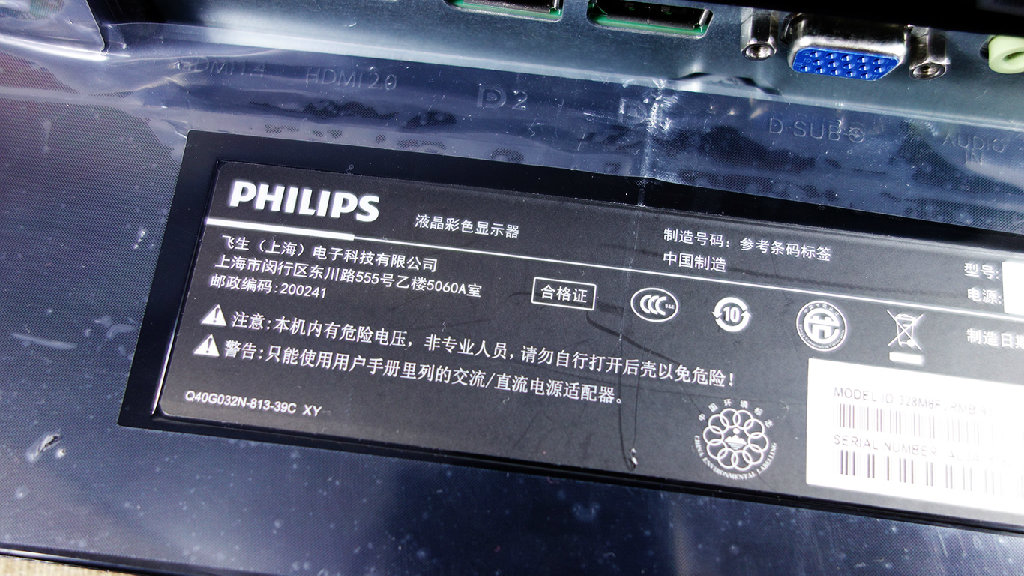 HDMI 1.4
HDMI 2.0
D-SUB
AUDIO
IN
PHILIPS
液晶彩色显示器
制造号码：参考条码标签
中国制造
型号:
电源:
飞生（上海）电子科技有限公司
上海市闵行区东川路555号乙楼5060A室
邮政编码:200241
合格证
CCC
10
制造日期
注意:本机内有危险电压，非专业人员,请勿自行打开后壳以免危险！
警告:只能使用用户手册里列的交流/直流电源适配器。
Q40G032N-813-39C XY
MODEL ID
SERIAL NUMBER
CHINA ENVIRONMENTAL LABELLING